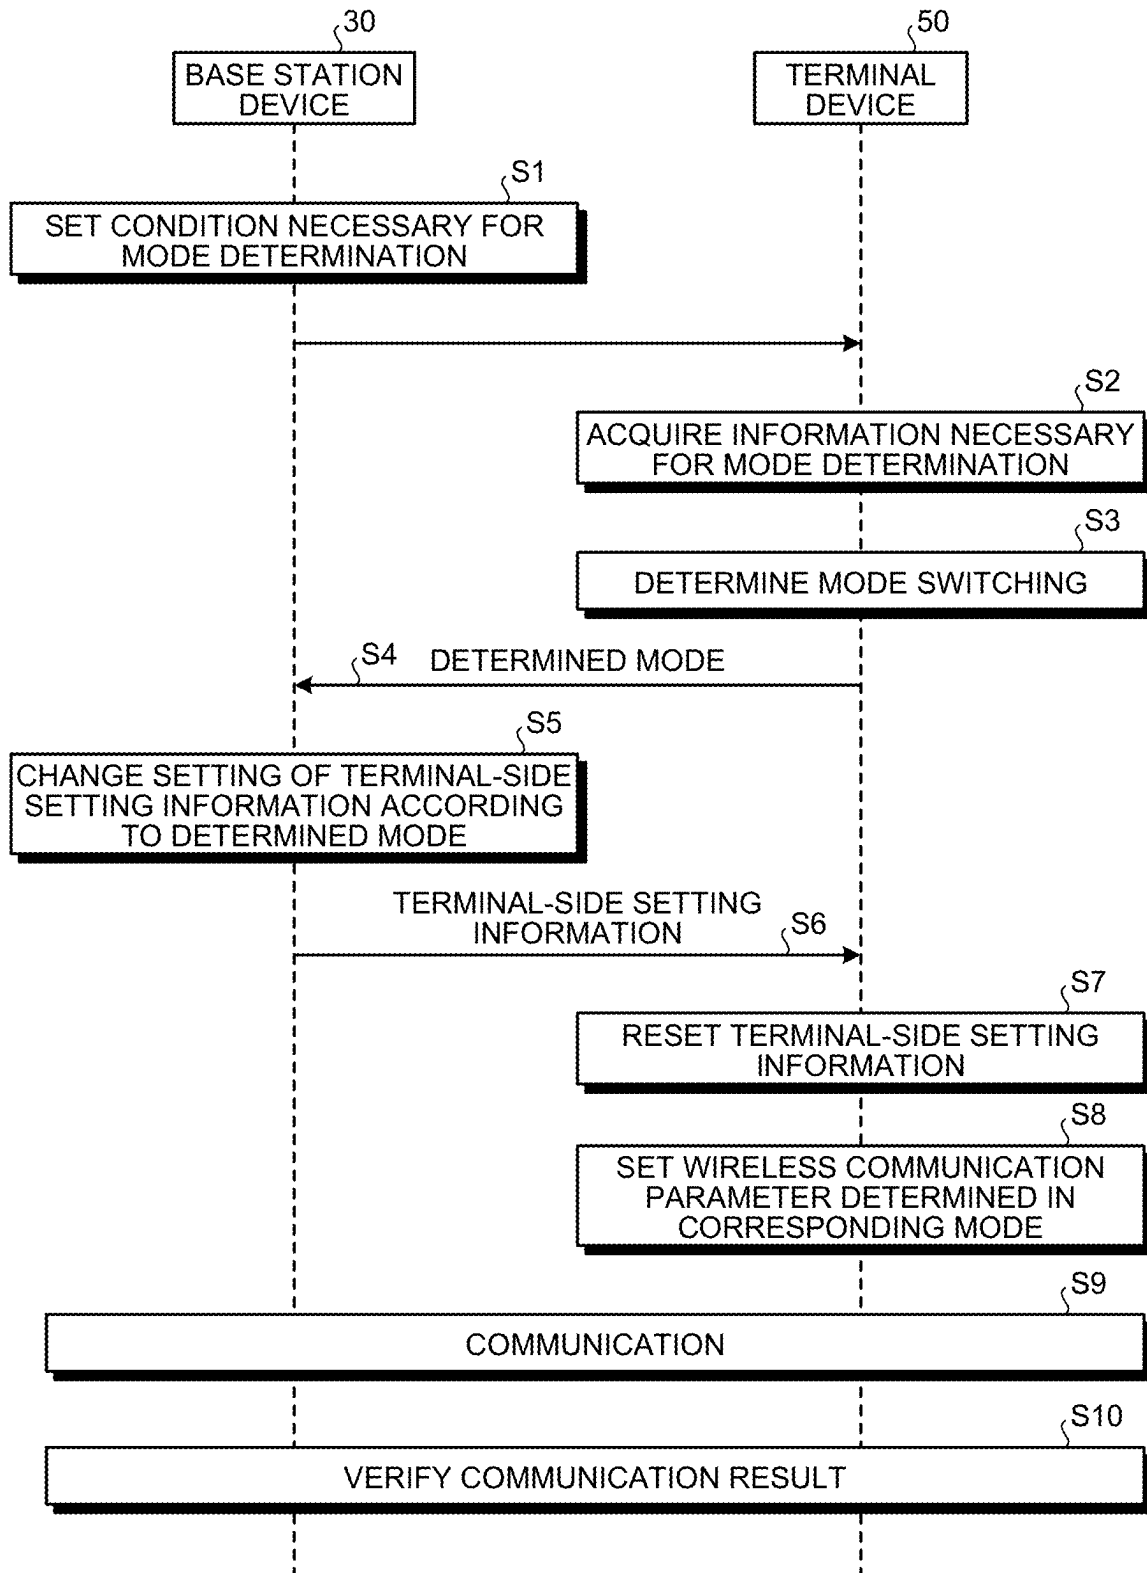 30
50
BASE STATION
DEVICE
TERMINAL
DEVICE
S1
SET CONDITION NECESSARY FOR
MODE DETERMINATION
S2
ACQUIRE INFORMATION NECESSARY
FOR MODE DETERMINATION
S3
DETERMINE MODE SWITCHING
S4
DETERMINED MODE
S5
CHANGE SETTING OF TERMINAL-SIDE
SETTING INFORMATION ACCORDING
TO DETERMINED MODE
TERMINAL-SIDE SETTING
INFORMATION
S6
S7
RESET TERMINAL-SIDE SETTING
INFORMATION
S8
SET WIRELESS COMMUNICATION
PARAMETER DETERMINED IN
CORRESPONDING MODE
S9
COMMUNICATION
S10
VERIFY COMMUNICATION RESULT